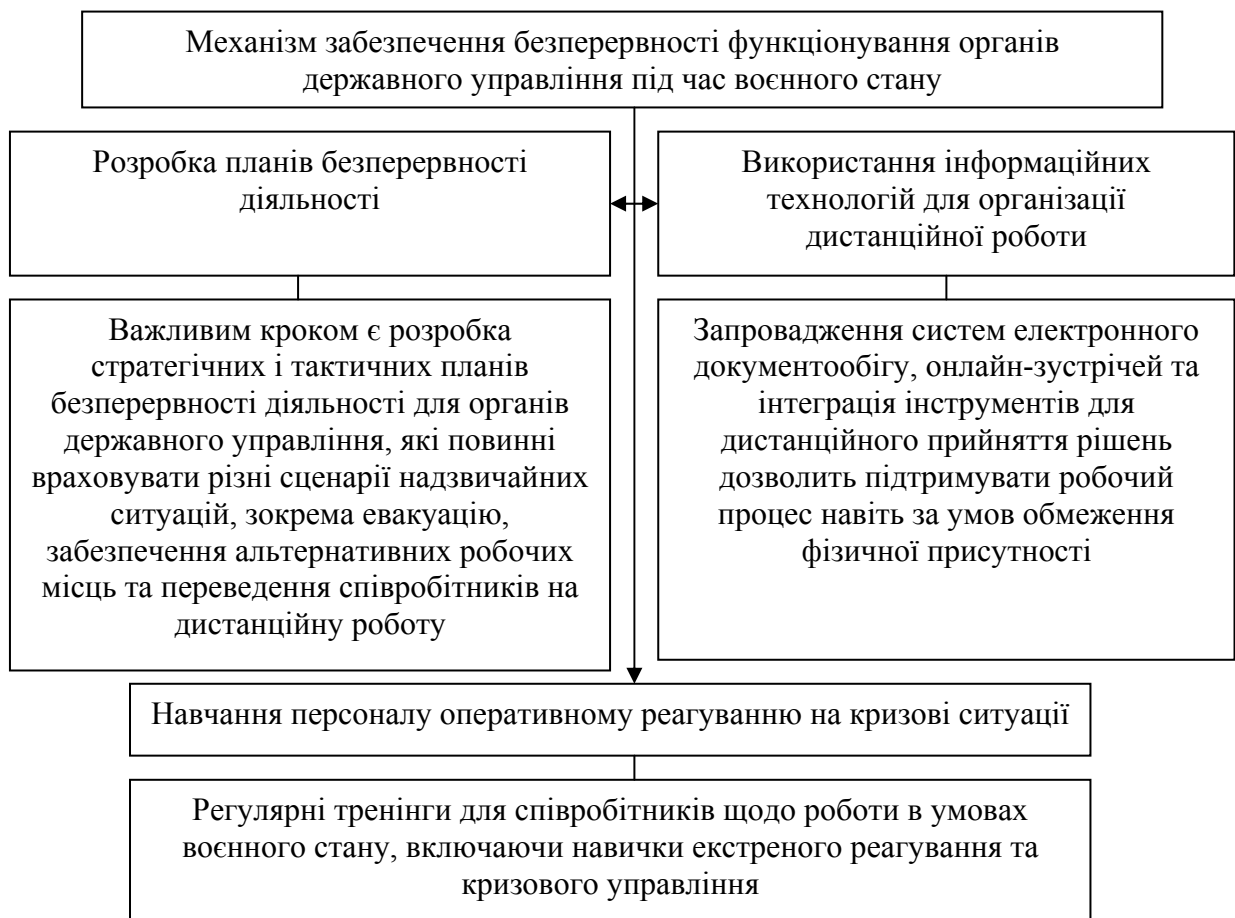 Механізм забезпечення безперервності функціонування органів
державного управління під час воєнного стану
Розробка планів безперервності
діяльності
Використання інформаційних
технологій для організації
дистанційної роботи
Важливим кроком є розробка
стратегічних і тактичних планів
безперервності діяльності для органів
державного управління, які повинні
враховувати різні сценарії надзвичайних
ситуацій, зокрема евакуацію,
забезпечення альтернативних робочих
місць та переведення співробітників на
дистанційну роботу
Запровадження систем електронного
документообігу, онлайн-зустрічей та
інтеграція інструментів для
дистанційного прийняття рішень
дозволить підтримувати робочий
процес навіть за умов обмеження
фізичної присутності
Навчання персоналу оперативному реагуванню на кризові ситуації
Регулярні тренінги для співробітників щодо роботи в умовах
воєнного стану, включаючи навички екстреного реагування та
кризового управління